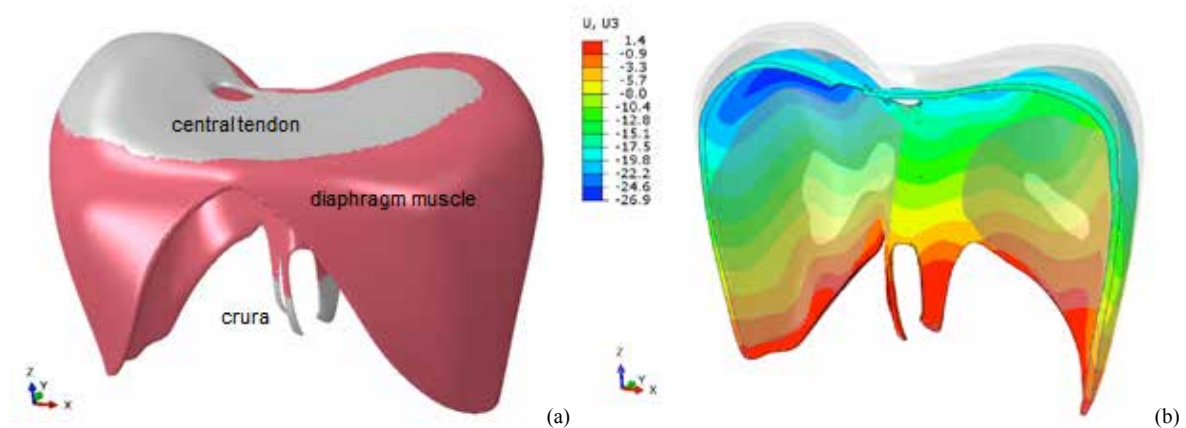 central tendon
diaphragm muscle
crura
Z
Y
X
(a)
U, U3
1.4
-0.9
-3.3
-5.7
-8.0
-10.4
-12.8
-15.1
-17.5
-19.8
-22.2
-24.6
-26.9
Z
Y
X
(b)